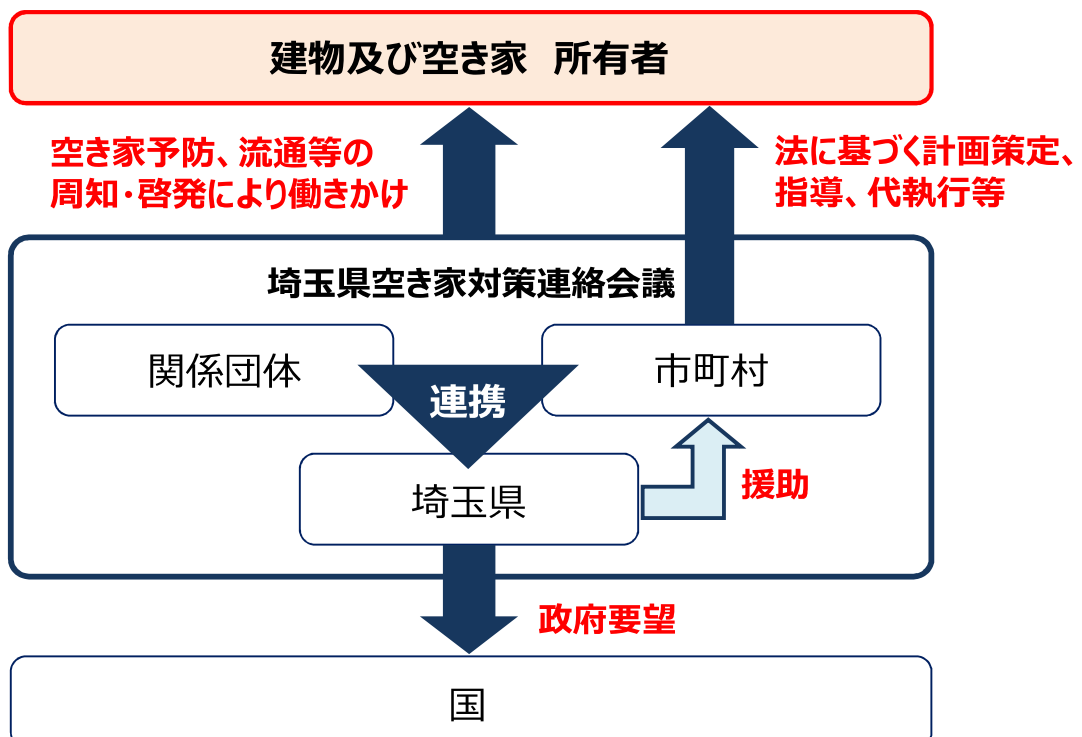 建物及び空き家　所有者
空き家予防、流通等の
周知・啓発により働きかけ
法に基づく計画策定、
指導、代執行等
埼玉県空き家対策連絡会議
関係団体
市町村
連携
埼玉県
援助
政府要望
国